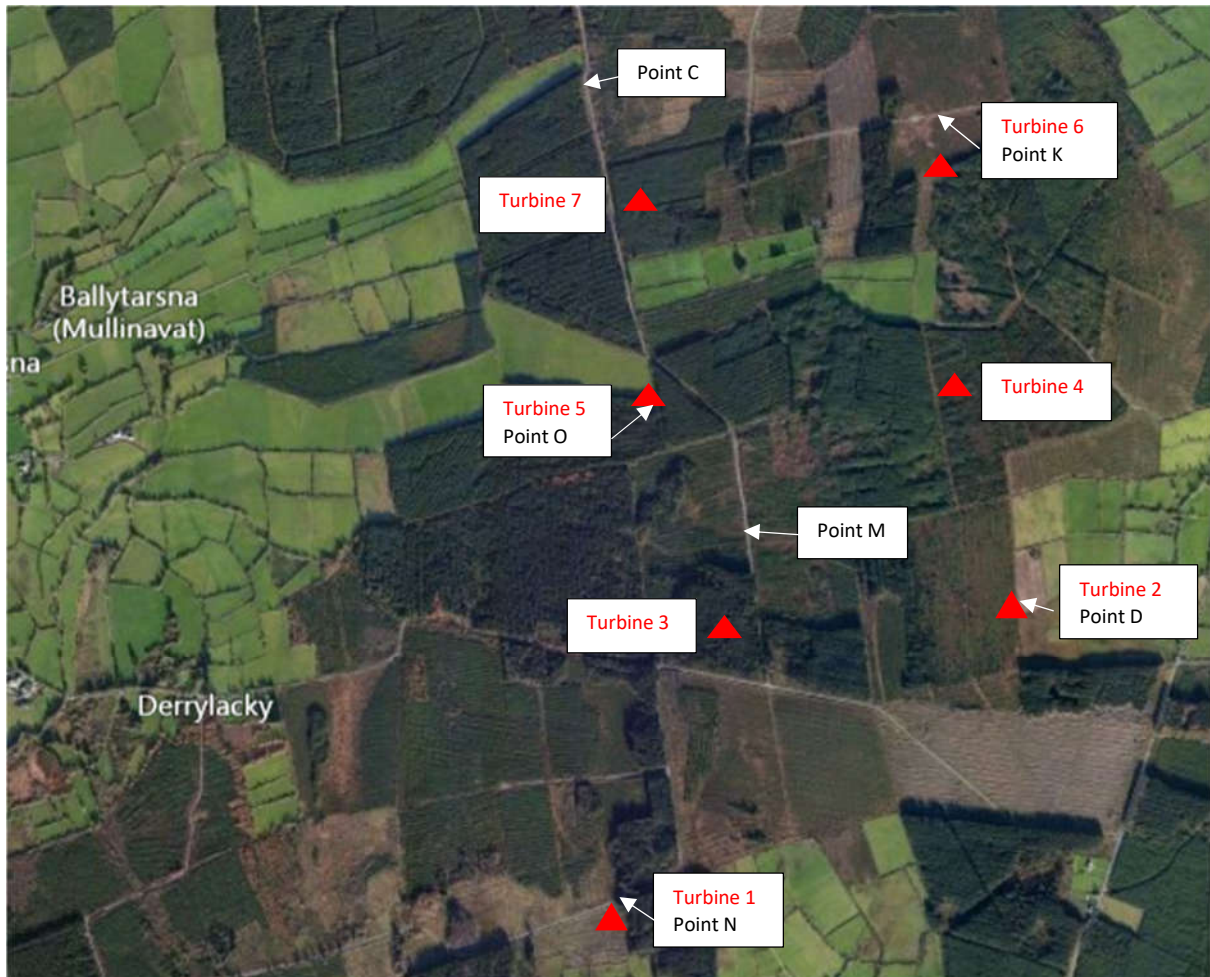 Point C
Turbine 6
Point K
Turbine 7
Ballytarsna
(Mullinavat)
sna
Turbine 4
Turbine 5
Point O
Point M
Turbine 2
Point D
Turbine 3
Derrylacky
Turbine 1
Point N